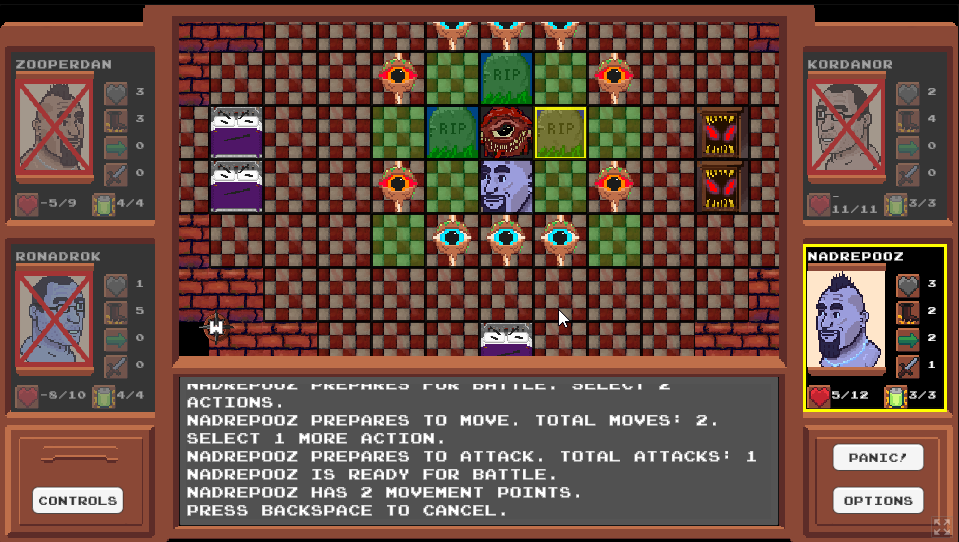 ZOOPERDAN
3
3
0
0
-5/9
4/4
RONADROK
1
5
0
0
-8/10
4/4
CONTROLS
RIP
RIP
RIP
W
NADREPOOZ PREPARES FOR BATTLE. SELECT 2
ACTIONS.
NADREPOOZ PREPARES TO MOVE. TOTAL MOVES: 2.
SELECT 1 MORE ACTION.
NADREPOOZ PREPARES TO ATTACK. TOTAL ATTACKS: 1
NADREPOOZ IS READY FOR BATTLE.
NADREPOOZ HAS 2 MOVEMENT POINTS.
PRESS BACKSPACE TO CANCEL.
KORDANOR
2
4
0
0
-
11/11
3/3
NADREPOOZ
3
2
2
1
5/12
3/3
PANIC!
OPTIONS